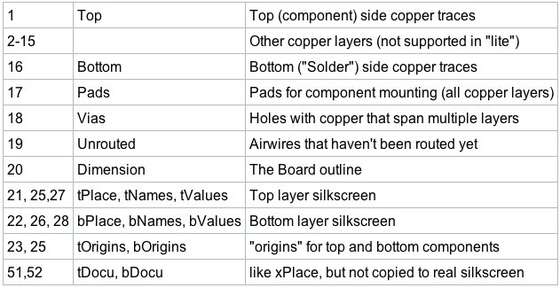 1 Top Top (component) side copper traces
2-15 Other copper layers (not supported in "lite")
16 Bottom Bottom ("Solder") side copper traces
17 Pads Pads for component mounting (all copper layers)
18 Vias Holes with copper that span multiple layers
19 Unrouted Airwires that haven't been routed yet
20 Dimension The Board outline
21, 25,27 tPlace, tNames, tValues Top layer silkscreen
22, 26, 28 bPlace, bNames, bValues Bottom layer silkscreen
23, 25 tOrigins, bOrigins "origins" for top and bottom components
51,52 tDocu, bDocu like xPlace, but not copied to real silkscreen